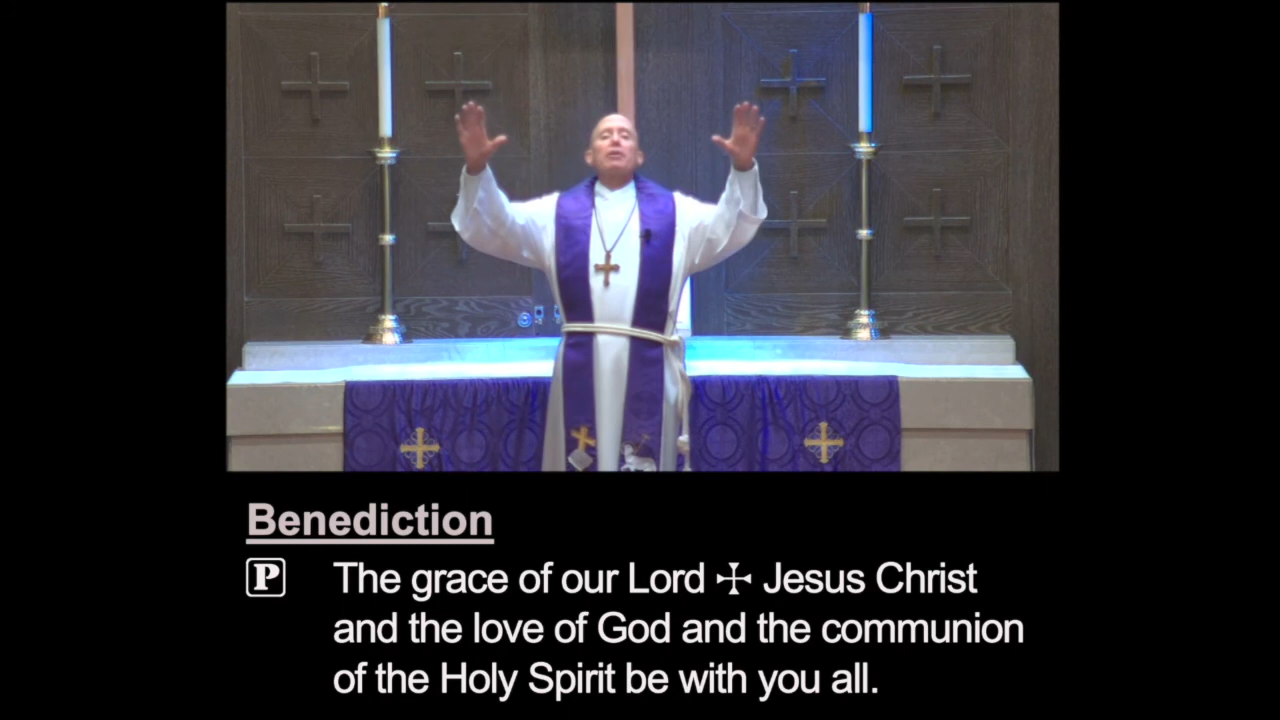 Benediction
P The grace of our Lord ☩ Jesus Christ
and the love of God and the communion
of the Holy Spirit be with you all.